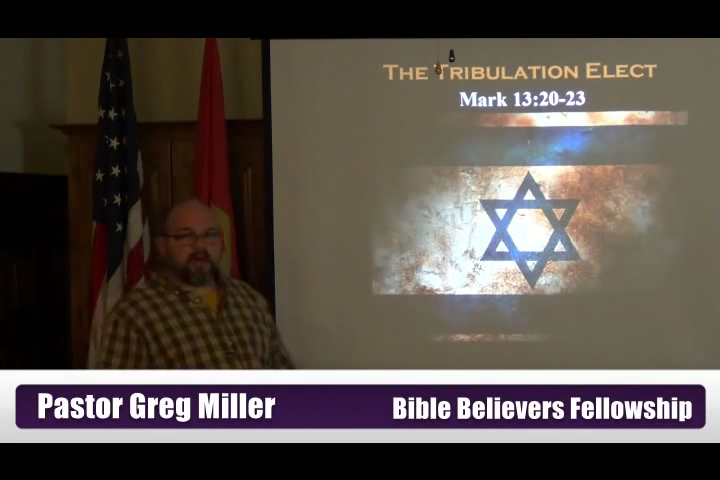 The Tribulation Elect
Mark 13:20-23
Pastor Greg Miller
Bible Believers Fellowship